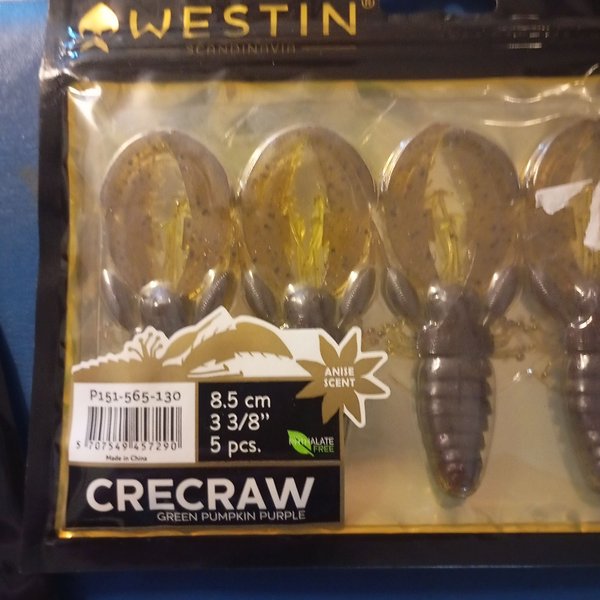 WESTIN®
SCANDINAVIA
ANISE
SCENT
P151-565-130
5 707549 457290
Made in China
8.5 cm
3 3/8"
5 pcs.
PHTHALATE
FREE
CRECRAW
GREEN PUMPKIN PURPLE